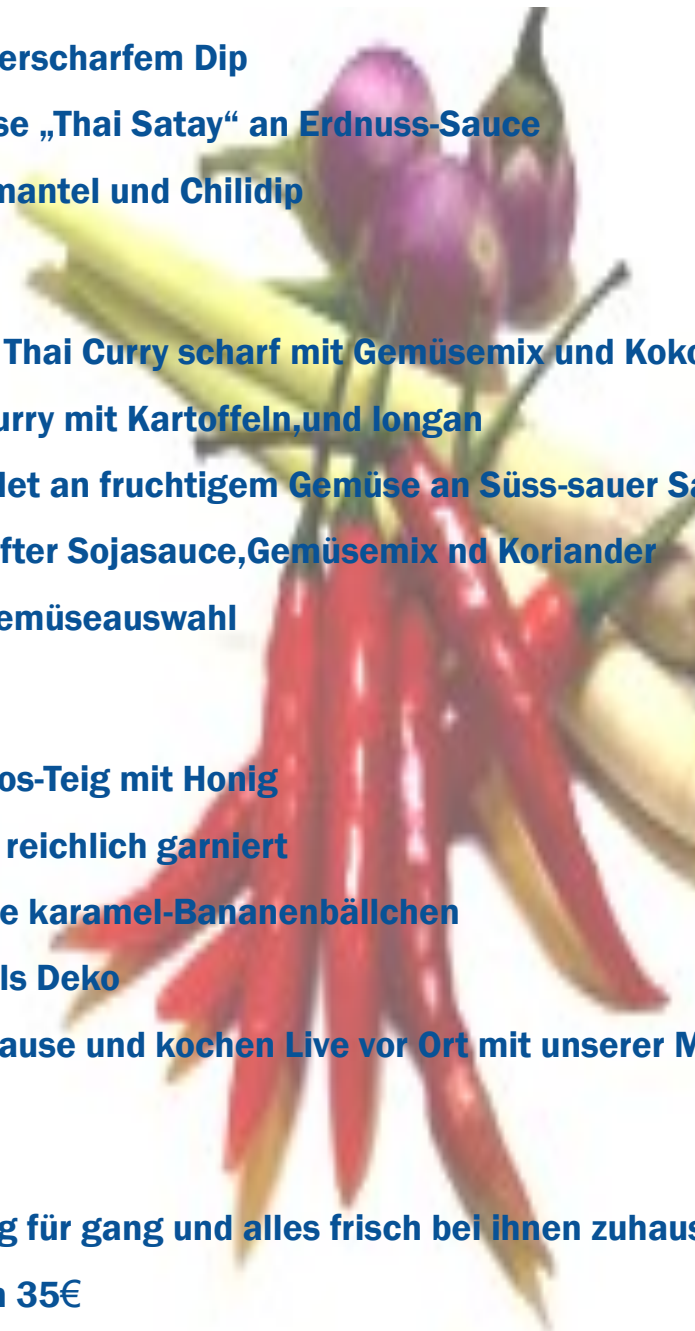 erscharfem Dip
se „Thai Satay“ an Erdnuss-Sauce
mantel und Chilidip
Thai Curry scharf mit Gemüsemix und Koko
urry mit Kartoffeln,und longan
let an fruchtigem Gemüse an Süss-sauer Sa
fter Sojasauce,Gemüsemix nd Koriander
emüseauswahl
os-Teig mit Honig
reichlich garniert
e karamel-Bananenbällchen
ls Deko
ause und kochen Live vor Ort mit unserer M
g für gang und alles frisch bei ihnen zuhaus
n 35€